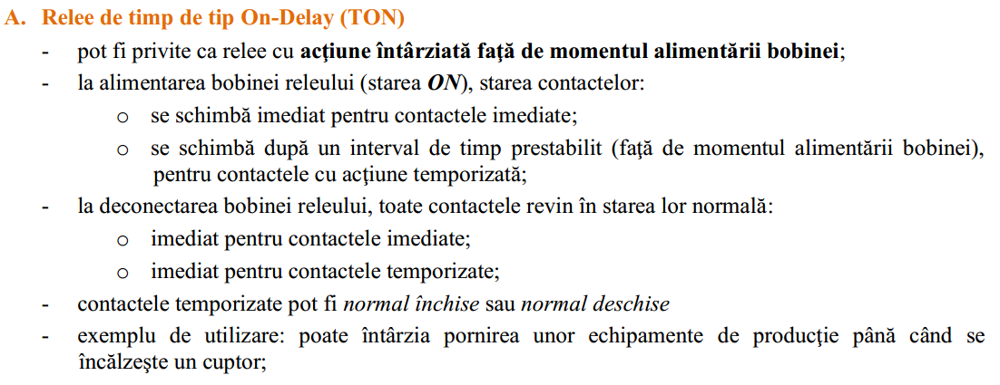 A. Relee de timp de tip On-Delay (TON)
- pot fi privite ca relee cu acţiune întârziată faţă de momentul alimentării bobinei;
- la alimentarea bobinei releului (starea ON), starea contactelor:
o se schimbă imediat pentru contactele imediate;
o se schimbă după un interval de timp prestabilit (faţă de momentul alimentării bobinei),
pentru contactele cu acţiune temporizată;
- la deconectarea bobinei releului, toate contactele revin în starea lor normală:
o imediat pentru contactele imediate;
o imediat pentru contactele temporizate;
- contactele temporizate pot fi normal închise sau normal deschise
- exemplu de utilizare: poate întârzia pornirea unor echipamente de producţie până când se
încălzeşte un cuptor;